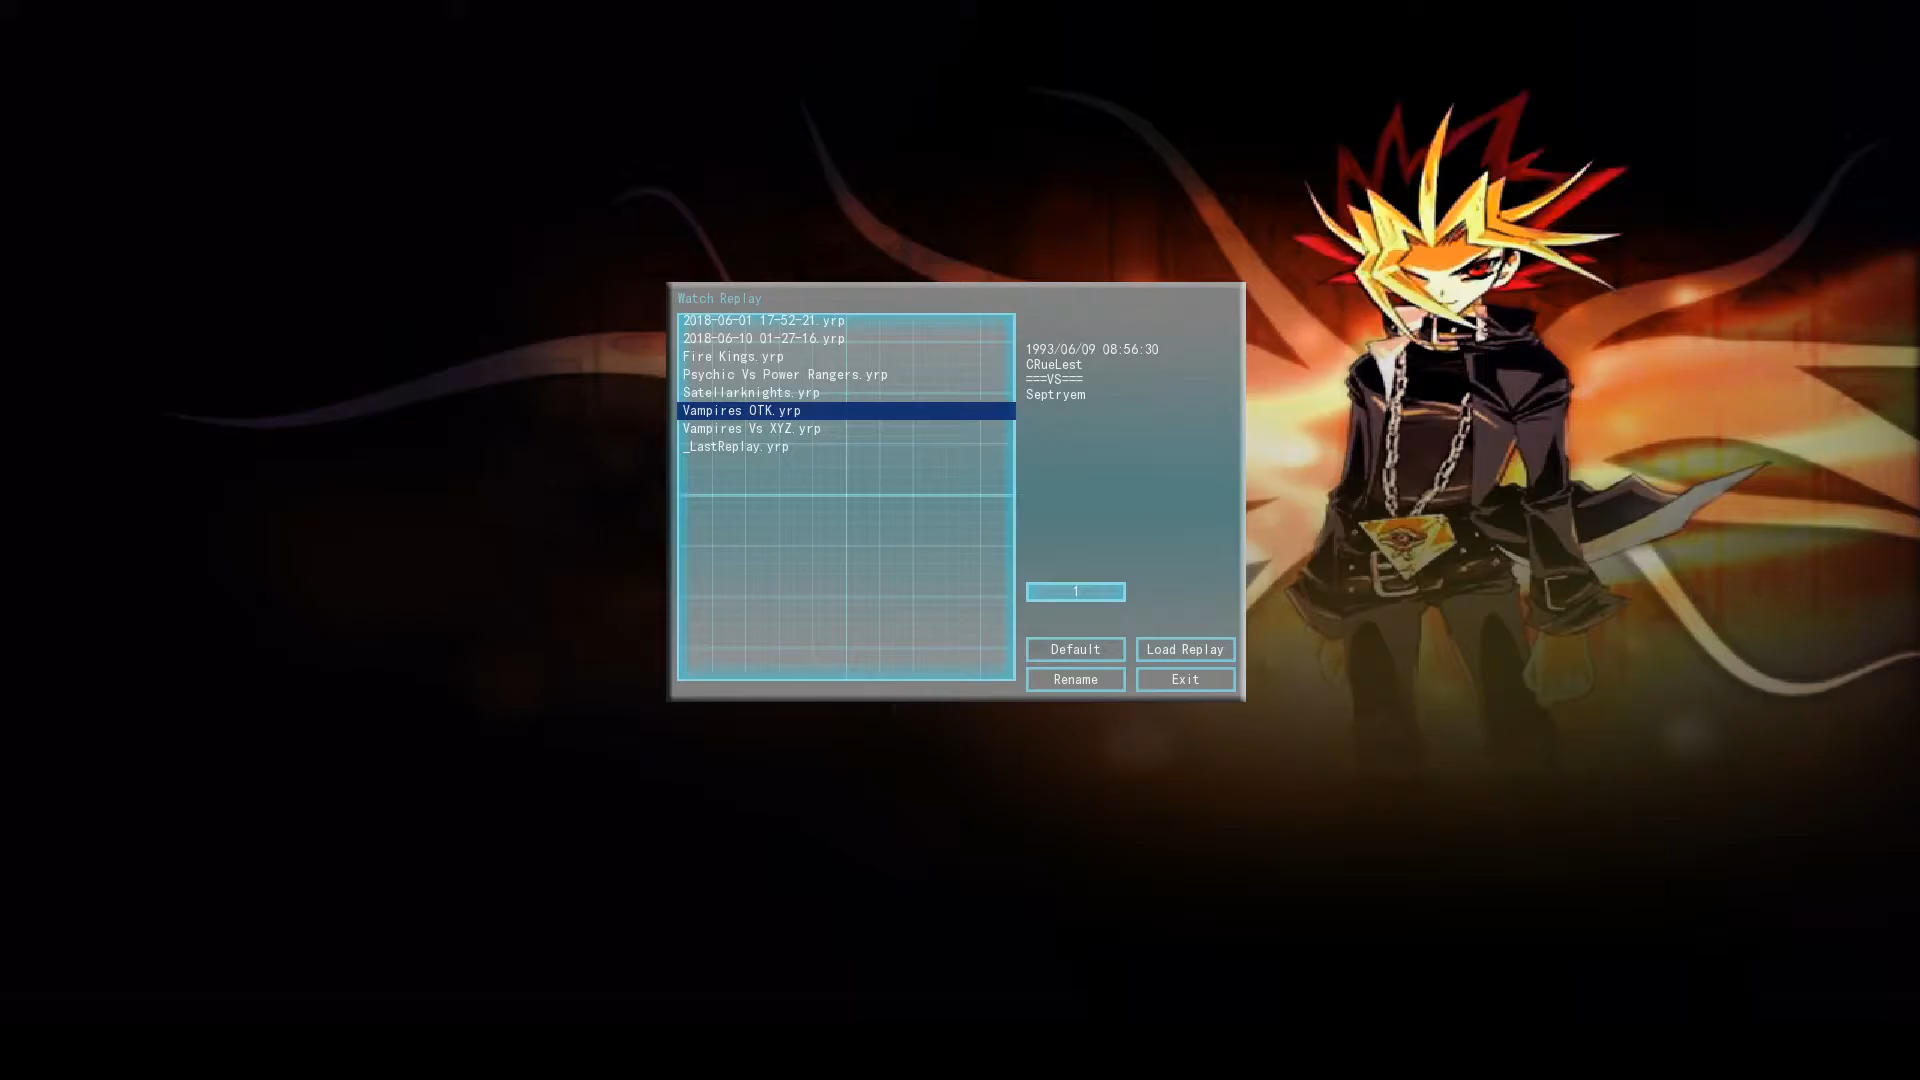 Watch Replay
2018-06-01 17-52-21.yrp
2018-06-10 01-27-16.yrp
Fire Kings.yrp
Psychic Vs Power Rangers.yrp
Satellarknights.yrp
Vampires OTK.yrp
Vampires Vs XYZ.yrp
_LastReplay.yrp
1993/06/09 08:56:30
CRueLest
===VS===
Septryem
1
Default
Load Replay
Rename
Exit